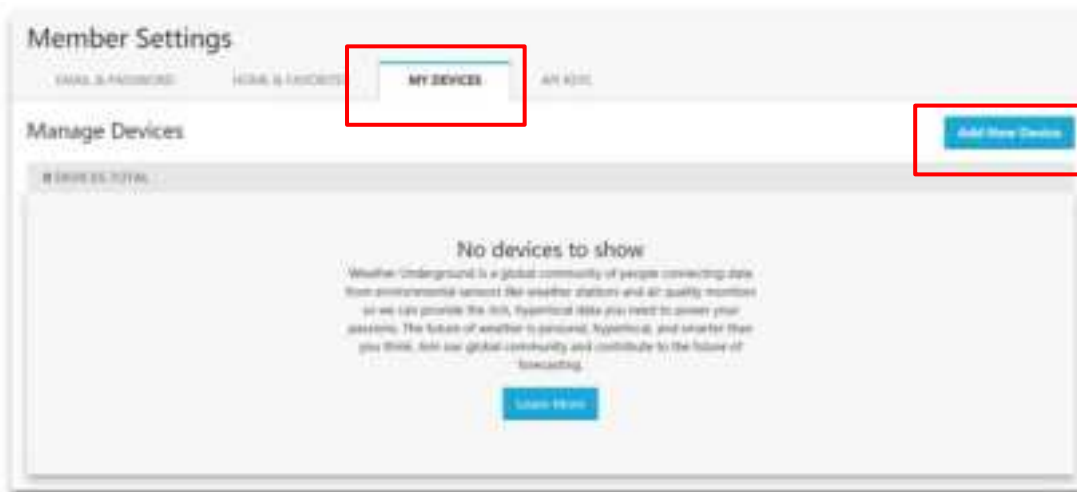 Member Settings
EMAIL & PASSWORD HOME & FAVORITES MY DEVICES API KEYS
Manage Devices
Add New Device
0 DEVICES TOTAL
No devices to show
Weather Underground is a global community of people connecting data
from environmental sensors like weather stations and air quality monitors
so we can provide the rich, hyperlocal data you need to power your
passions. The future of weather is personal, hyperlocal, and smarter than
you think. Join our global community and contribute to the future of
forecasting.
Learn More